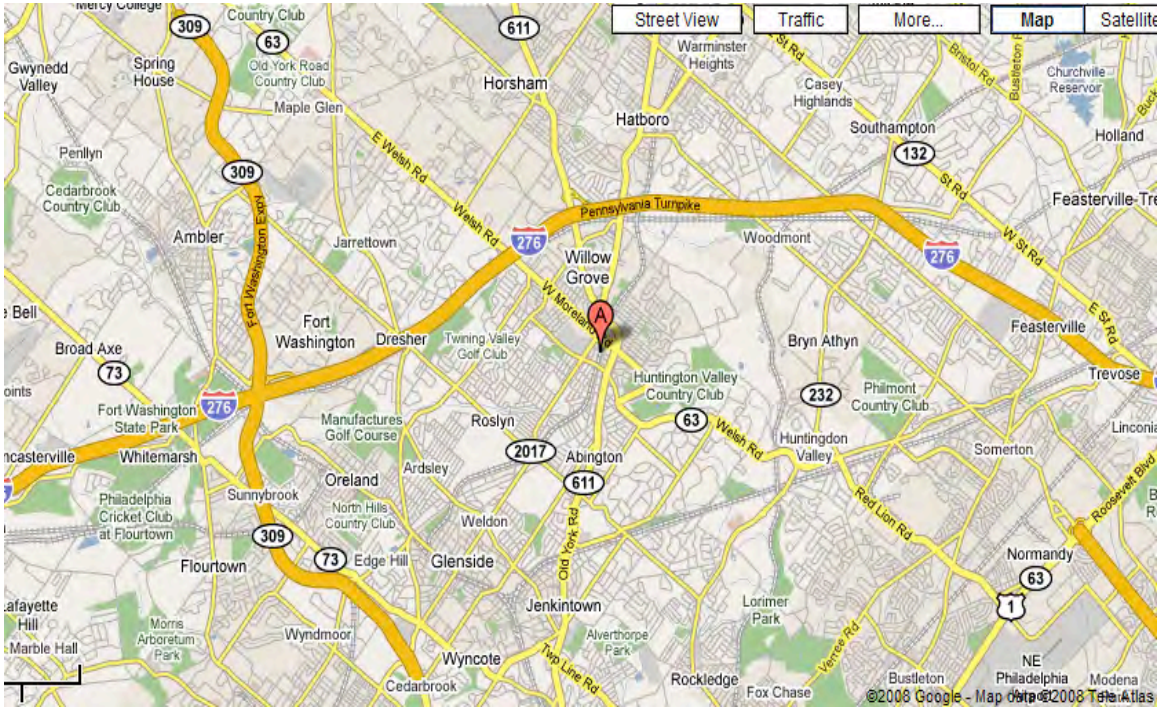 Mercy College
309
63
Country Club
Old York Road
Country Club
611
Street View
Traffic
More...
Map
Satellite
Gwynedd
Valley
Spring
House
Maple Glen
Horsham
Warminster
Heights
E St Rd
Bristol Rd
Casey
Highlands
Churchville
Reservoir
Hatboro
Southampton
Holland
132
Penllyn
309
E Welsh Rd
St Rd
Cedarbrook
Country Club
Pennsylvania Turnpike
Feasterville-Tre
Ambler
Jarrettown
Welsh Rd
276
Woodmont
W St Rd
276
Willow
Grove
Fort Washington Expy
W Moreland
E St Rd
A
Fort
Washington
Dresher
Twining Valley
Golf Club
Bryn Athyn
Feasterville
Broad Axe
73
Trevose
Huntington Valley
Country Club
232
Philmont
Country Club
276
Fort Washington
State Park
Manufactures
Golf Course
Roslyn
63
Welsh Rd
Huntingdon
Valley
Somerton
Whitemarsh
2017
Abington
611
Ardsley
Sunnybrook
Oreland
Roosevelt Blvd
Philadelphia
Cricket Club
at Flourtown
North Hills
Country Club
Weldon
Red Lion Rd
309
Old York Rd
73
Edge Hill
Glenside
Normandy
63
Flourtown
Jenkintown
1
Lafayette
Hill
Lorimer
Park
Morris
Arboretum
Park
Wyndmoor
Alverthorpe
Park
Verree Rd
Marble Hall
Wyncote
Twp Line Rd
NE
Philadelphia
Cedarbrook
Rockledge
Fox Chase
Bustleton
Modena
©2008 Google - Map data ©2008 Tele Atlas